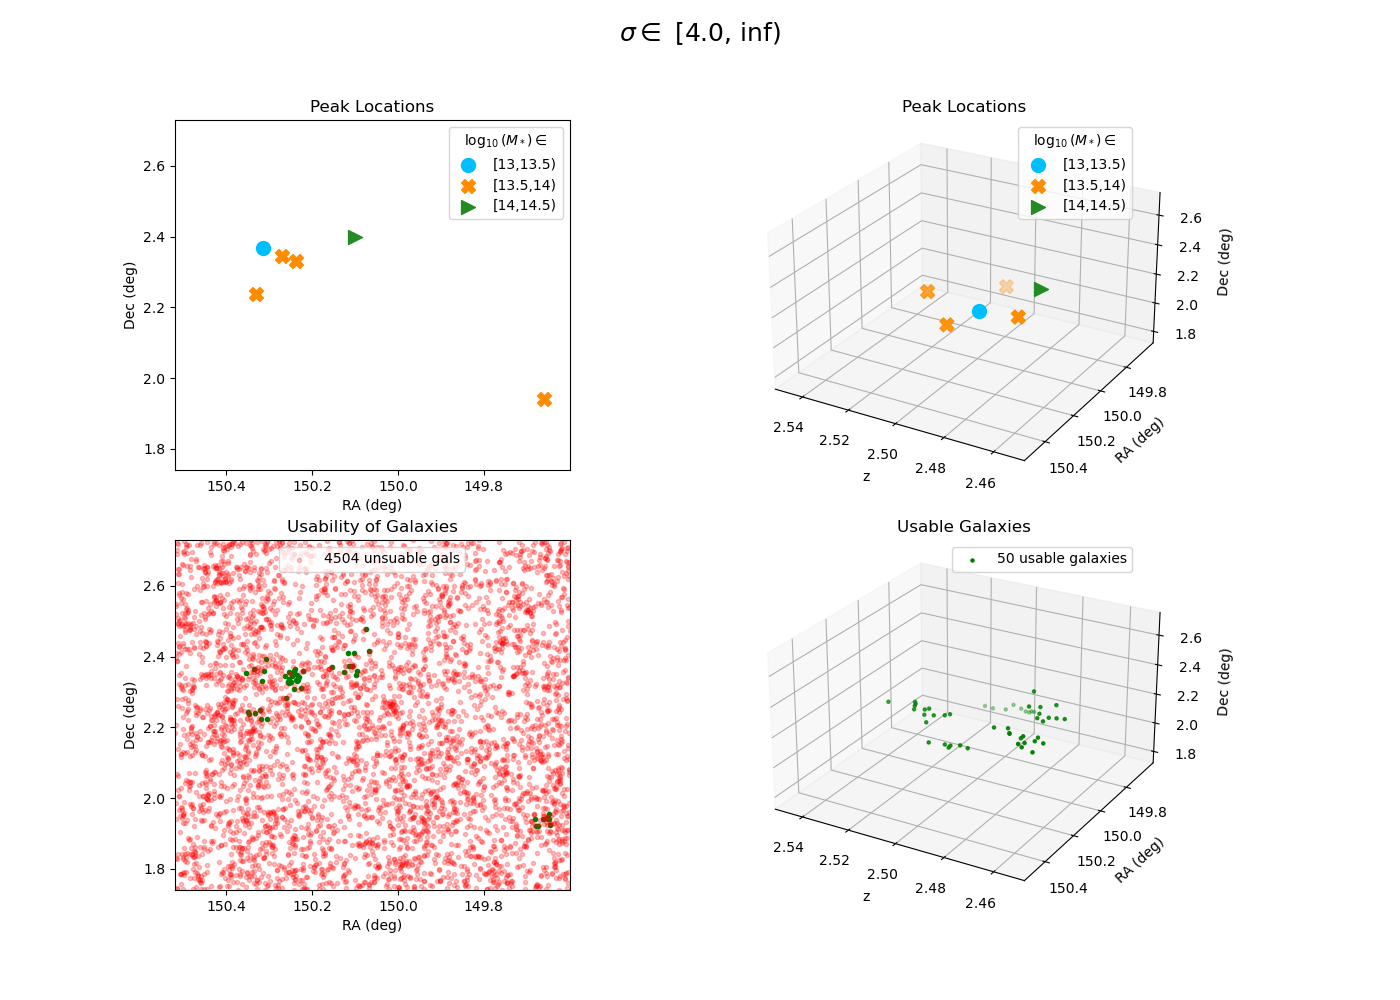 σ ∈ [4.0, inf)
Peak Locations
log₁₀(M*) ∈
[13,13.5)
[13.5,14)
[14,14.5)
2.6
2.4
2.2
2.0
1.8
Dec (deg)
150.4 150.2 150.0 149.8
RA (deg)
Peak Locations
log₁₀(M*) ∈
[13,13.5)
[13.5,14)
[14,14.5)
2.6
2.4
2.2
2.0
1.8
Dec (deg)
149.8
150.0
150.2
150.4
RA (deg)
2.54
2.52
2.50
2.48
2.46
z
Usability of Galaxies
4504 unsuable gals
2.6
2.4
2.2
2.0
1.8
Dec (deg)
150.4 150.2 150.0 149.8
RA (deg)
Usable Galaxies
50 usable galaxies
2.6
2.4
2.2
2.0
1.8
Dec (deg)
149.8
150.0
150.2
150.4
RA (deg)
2.54
2.52
2.50
2.48
2.46
z